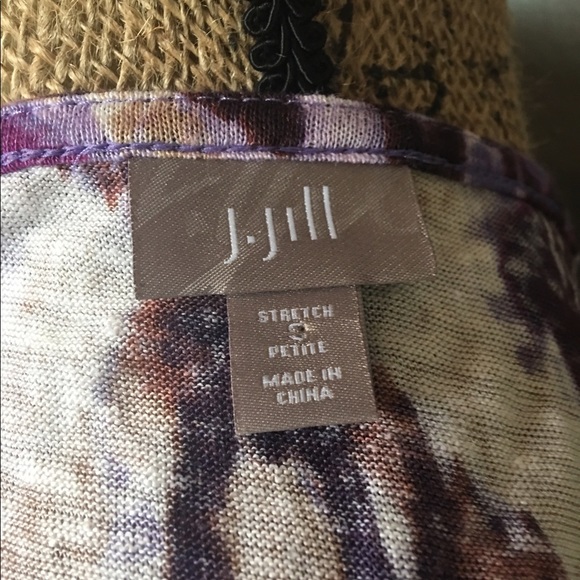 J.Jill
STRETCH
S
PETITE
MADE IN
CHINA